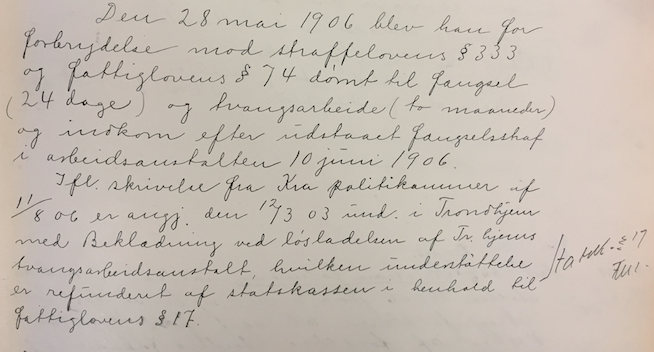 Den 28 mai 1906 blev han for
forbrydelse mod straffelovens § 333
og fattiglovens § 74 dømt til fængsel
(24 dage) og tvangsarbeide (to maaneder)
og indkom efter udstaaet fængselsstraf
i arbeidsanstalten 10 juni 1906.
Ifl. skrivelse fra Kra politikammer af
11/8 06 er angj. den 12/3 03 und. i Trondhjem
med Beklædning ved løsladelsen af Tr.hjems
tvangsarbeidsanstalt, hvilken understøttelse
er refunderet af statskassen i henhold til
fattiglovens § 17.
§ 17